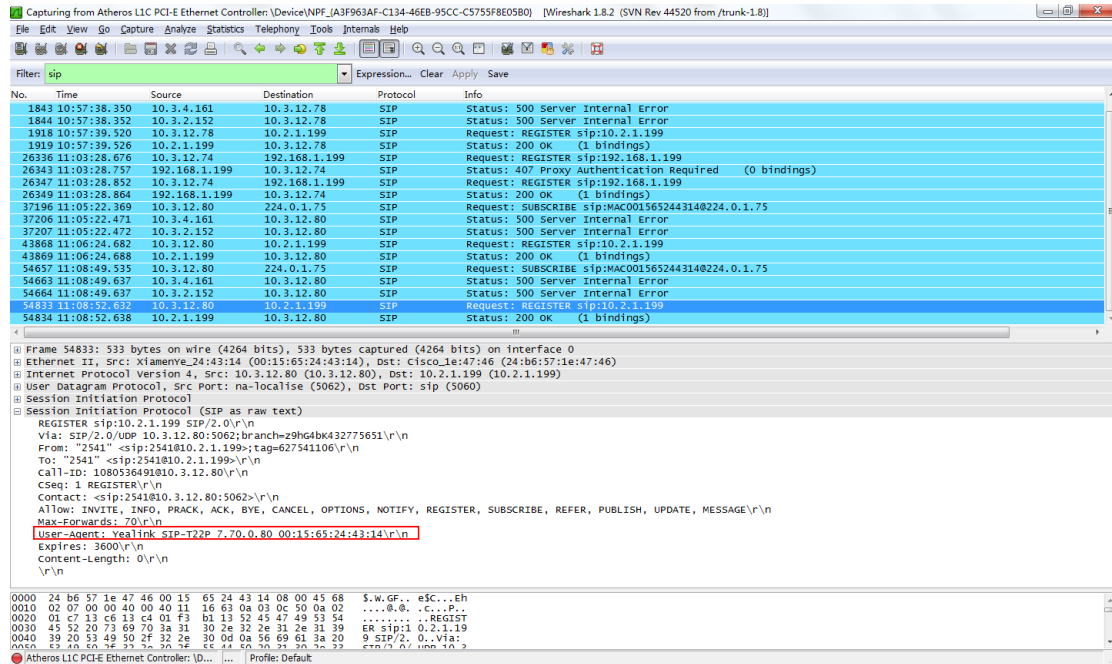 Capturing from Atheros L1C PCI-E Ethernet Controller: \Device\NPF_{A3F963AF-C134-46EB-95CC-C5755F8E05B0} [Wireshark 1.8.2 (SVN Rev 44520 from /trunk-1.8)]
File Edit View Go Capture Analyze Statistics Telephony Tools Internals Help
Filter: sip Expression... Clear Apply Save
No. Time Source Destination Protocol Info
1843 10:57:38.350 10.3.4.161 10.3.12.78 SIP Status: 500 Server Internal Error
1844 10:57:38.352 10.3.2.152 10.3.12.78 SIP Status: 500 Server Internal Error
1918 10:57:39.520 10.3.12.78 10.2.1.199 SIP Request: REGISTER sip:10.2.1.199
1919 10:57:39.526 10.2.1.199 10.3.12.78 SIP Status: 200 OK (1 bindings)
26336 11:03:28.676 10.3.12.74 192.168.1.199 SIP Request: REGISTER sip:192.168.1.199
26343 11:03:28.757 192.168.1.199 10.3.12.74 SIP Status: 407 Proxy Authentication Required (0 bindings)
26347 11:03:28.852 10.3.12.74 192.168.1.199 SIP Request: REGISTER sip:192.168.1.199
26349 11:03:28.864 192.168.1.199 10.3.12.74 SIP Status: 200 OK (1 bindings)
37196 11:05:22.369 10.3.12.80 224.0.1.75 SIP Request: SUBSCRIBE sip:MAC001565244314@224.0.1.75
37206 11:05:22.471 10.3.4.161 10.3.12.80 SIP Status: 500 Server Internal Error
37207 11:05:22.472 10.3.2.152 10.3.12.80 SIP Status: 500 Server Internal Error
43868 11:06:24.682 10.3.12.80 10.2.1.199 SIP Request: REGISTER sip:10.2.1.199
43869 11:06:24.688 10.2.1.199 10.3.12.80 SIP Status: 200 OK (1 bindings)
54657 11:08:49.535 10.3.12.80 224.0.1.75 SIP Request: SUBSCRIBE sip:MAC001565244314@224.0.1.75
54663 11:08:49.637 10.3.4.161 10.3.12.80 SIP Status: 500 Server Internal Error
54664 11:08:49.637 10.3.2.152 10.3.12.80 SIP Status: 500 Server Internal Error
54833 11:08:52.632 10.3.12.80 10.2.1.199 SIP Request: REGISTER sip:10.2.1.199
54834 11:08:52.638 10.2.1.199 10.3.12.80 SIP Status: 200 OK (1 bindings)
Frame 54833: 533 bytes on wire (4264 bits), 533 bytes captured (4264 bits) on interface 0
Ethernet II, Src: XiamenYe_24:43:14 (00:15:65:24:43:14), Dst: Cisco_1e:47:46 (24:b6:57:1e:47:46)
Internet Protocol Version 4, Src: 10.3.12.80 (10.3.12.80), Dst: 10.2.1.199 (10.2.1.199)
User Datagram Protocol, Src Port: na-localise (5062), Dst Port: sip (5060)
Session Initiation Protocol
Session Initiation Protocol (SIP as raw text)
REGISTER sip:10.2.1.199 SIP/2.0\r\n
Via: SIP/2.0/UDP 10.3.12.80:5062;branch=z9hG4bK432775651\r\n
From: "2541" <sip:2541@10.2.1.199>;tag=627541106\r\n
To: "2541" <sip:2541@10.2.1.199>\r\n
Call-ID: 1080536491@10.3.12.80\r\n
CSeq: 1 REGISTER\r\n
Contact: <sip:2541@10.3.12.80:5062>\r\n
Allow: INVITE, INFO, PRACK, ACK, BYE, CANCEL, OPTIONS, NOTIFY, REGISTER, SUBSCRIBE, REFER, PUBLISH, UPDATE, MESSAGE\r\n
Max-Forwards: 70\r\n
User-Agent: Yealink SIP-T22P 7.70.0.80 00:15:65:24:43:14\r\n
Expires: 3600\r\n
Content-Length: 0\r\n
\r\n
0000 24 b6 57 1e 47 46 00 15 65 24 43 14 08 00 45 68 $.W.GF.. e$C...Eh
0010 02 07 00 00 40 00 40 11 16 63 0a 03 0c 50 0a 02 ....@.@. .c...P..
0020 01 c7 13 c6 13 c4 01 f3 b1 13 52 45 47 49 53 54 ........ ..REGIST
0030 45 52 20 73 69 70 3a 31 30 2e 32 2e 31 2e 31 39 ER sip:1 0.2.1.19
0040 39 20 53 49 50 2f 32 2e 30 0d 0a 56 69 61 3a 20 9 SIP/2. 0..Via:
Atheros L1C PCI-E Ethernet Controller: \D... ... Profile: Default